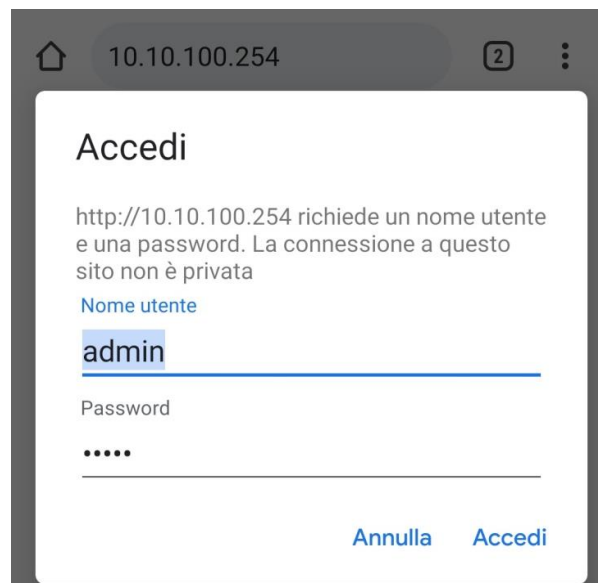 10.10.100.254
2
Accedi
http://10.10.100.254 richiede un nome utente
e una password. La connessione a questo
sito non è privata
Nome utente
admin
Password
•••••
Annulla Accedi